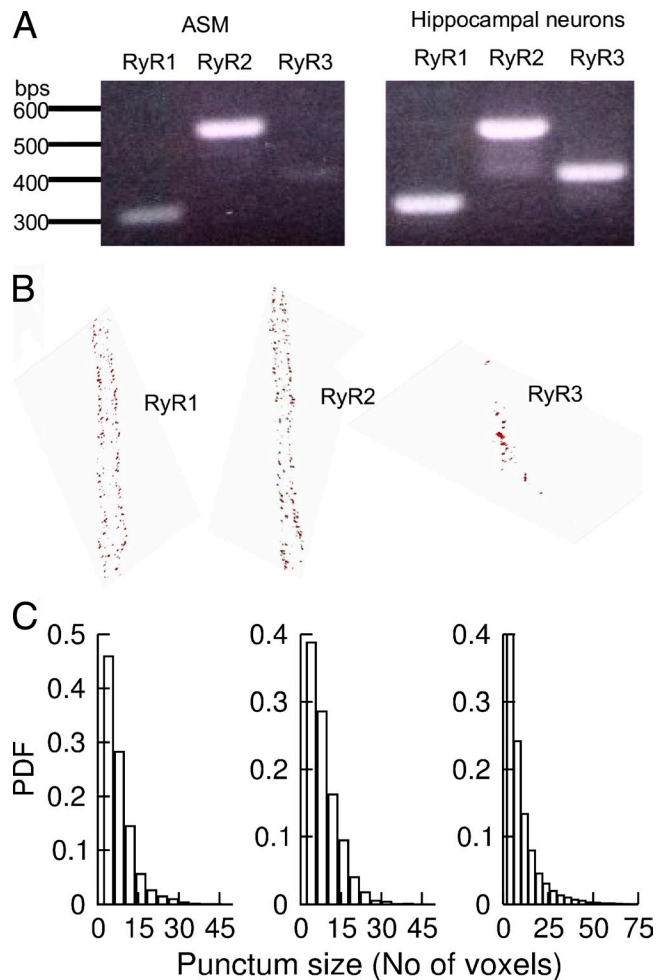 A
ASM
Hippocampal neurons
RyR1 RyR2 RyR3
RyR1 RyR2 RyR3
bps
600
500
400
300
B
RyR1
RyR2
RyR3
C
0.5
0.4
0.3
0.2
0.1
0
0.4
0.3
0.2
0.1
0
0.4
0.3
0.2
0.1
0
PDF
0 15 30 45
0 15 30 45
0 25 50 75
Punctum size (No of voxels)